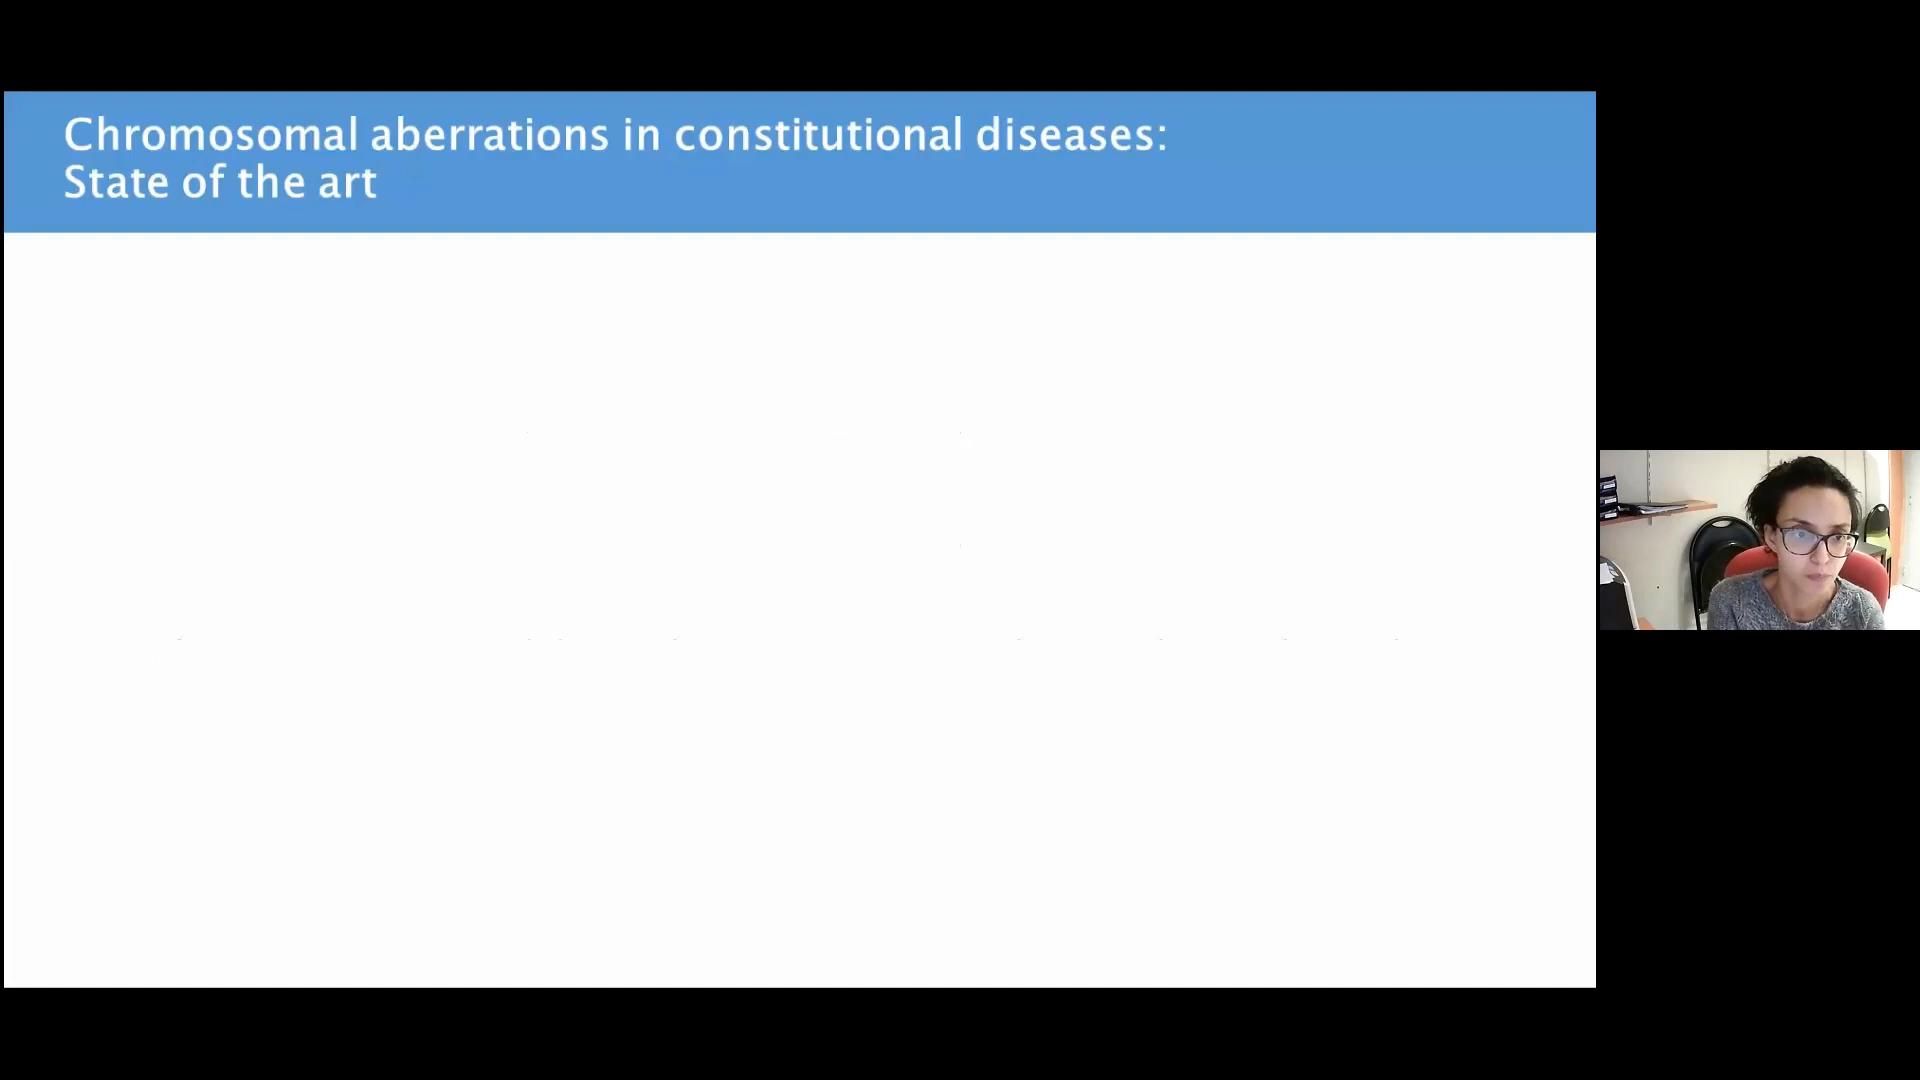 Chromosomal aberrations in constitutional diseases:
State of the art